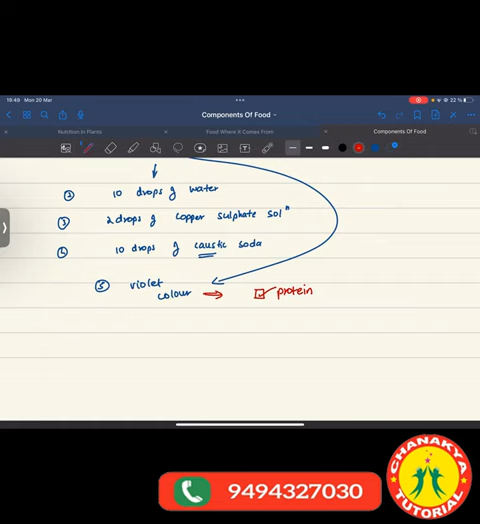 19:49 Mon 20 Mar
22 %
Components Of Food
Nutrition in Plants
Food Where It Comes From
Components Of Food
② 10 drops of water
③ 2 drops of copper sulphate solⁿ
④ 10 drops of caustic soda
⑤ violet
colour ⇒ ☑ protein
9494327030
CHANAKYA
TUTORIAL